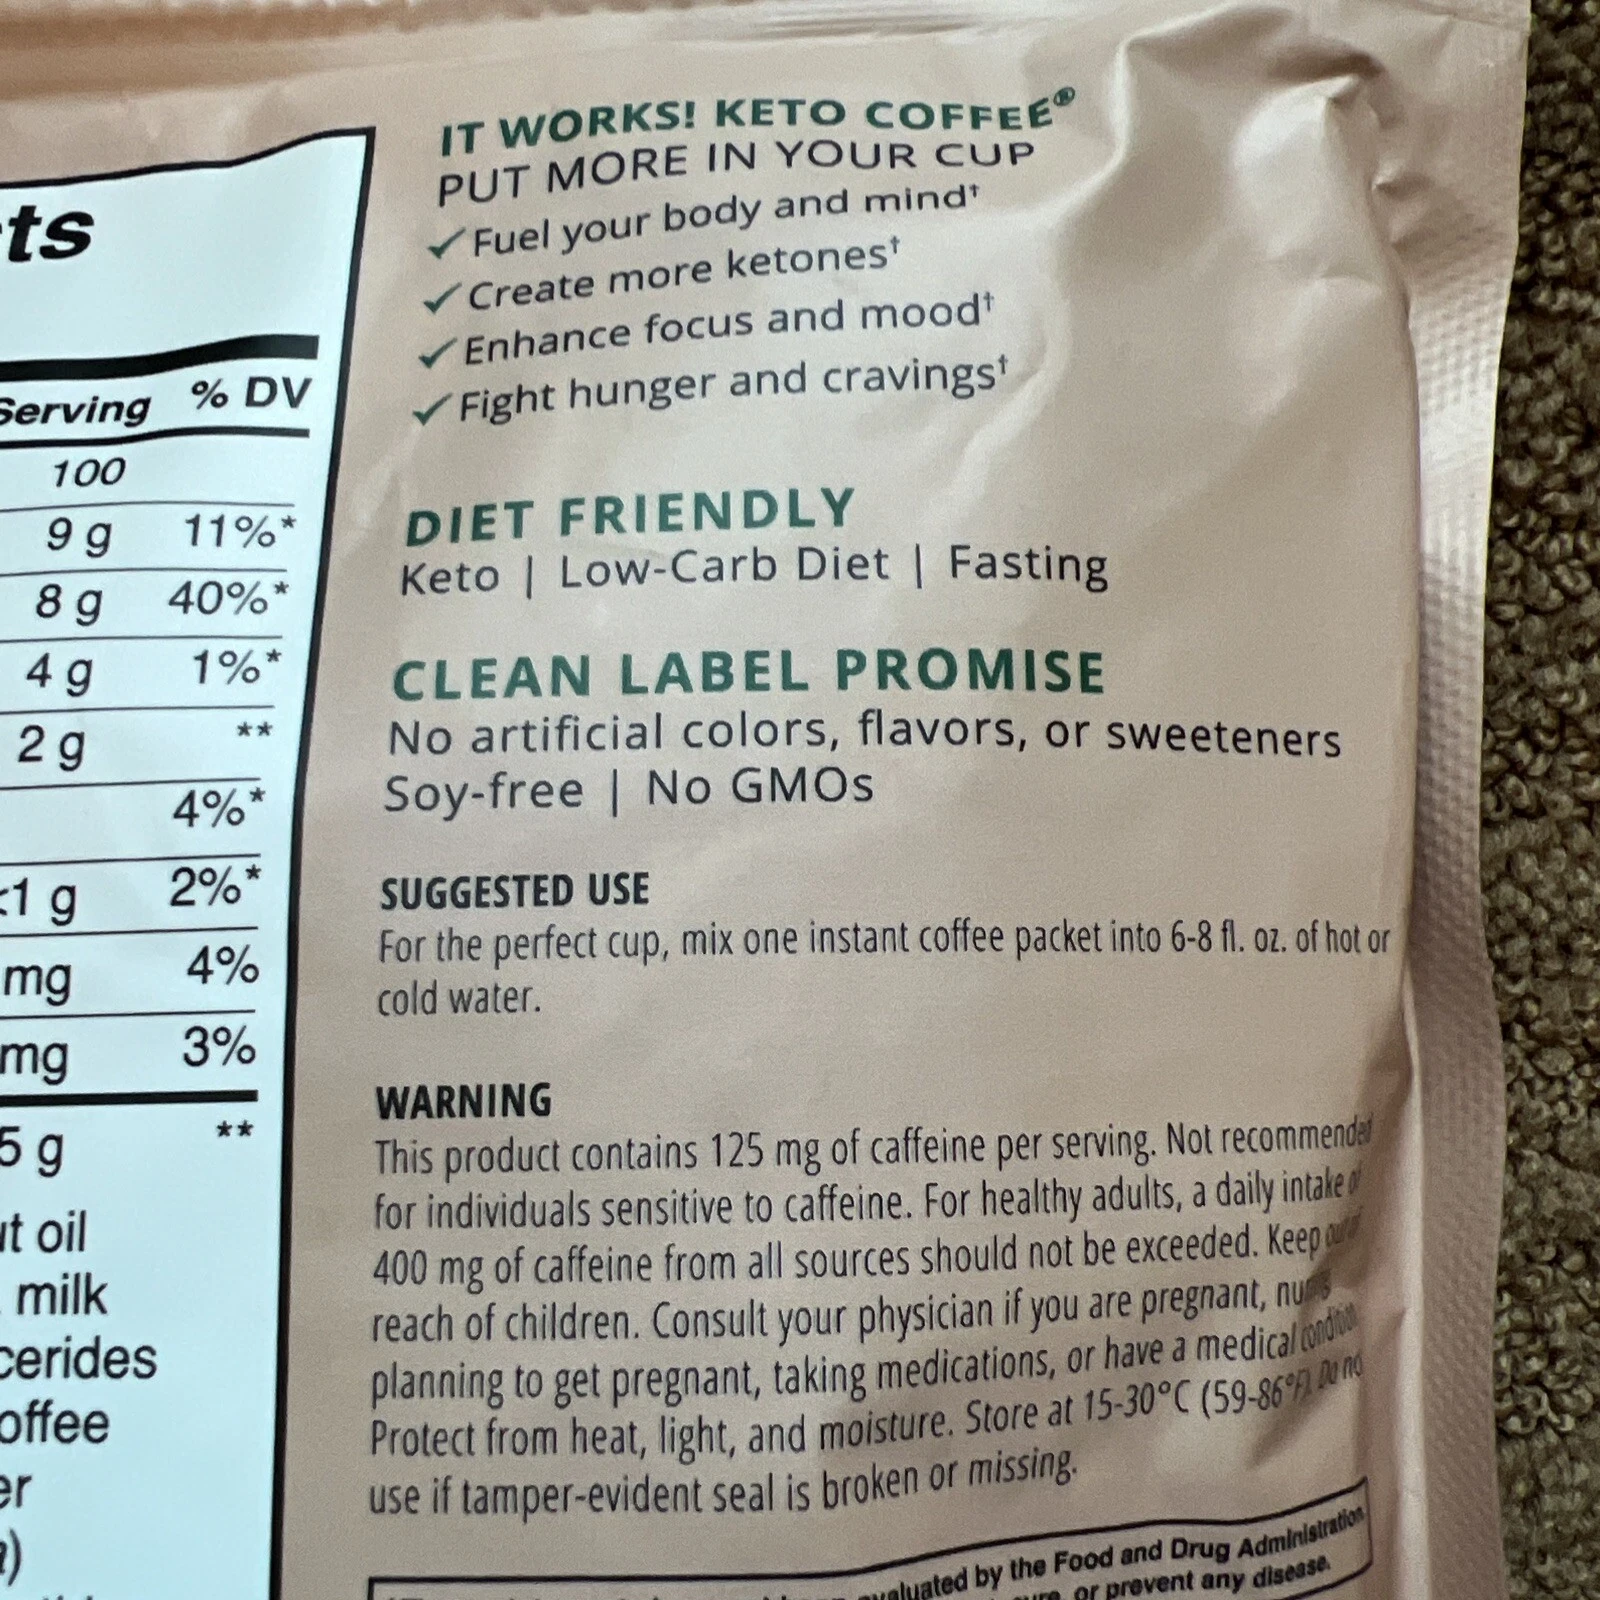 ts
Serving % DV
100
9 g 11%*
8 g 40%*
4 g 1%*
2 g **
4%*
<1 g 2%*
mg 4%
mg 3%
5 g **
oil
milk
cerides
offee
er
IT WORKS! KETO COFFEE®
PUT MORE IN YOUR CUP
✓ Fuel your body and mind†
✓ Create more ketones†
✓ Enhance focus and mood†
✓ Fight hunger and cravings†
DIET FRIENDLY
Keto | Low-Carb Diet | Fasting
CLEAN LABEL PROMISE
No artificial colors, flavors, or sweeteners
Soy-free | No GMOs
SUGGESTED USE
For the perfect cup, mix one instant coffee packet into 6-8 fl. oz. of hot or
cold water.
WARNING
This product contains 125 mg of caffeine per serving. Not recommended
for individuals sensitive to caffeine. For healthy adults, a daily intake of
400 mg of caffeine from all sources should not be exceeded. Keep out of
reach of children. Consult your physician if you are pregnant,
planning to get pregnant, taking medications, or have a medical condition.
Protect from heat, light, and moisture. Store at 15-30°C (59-86°F). Do not
use if tamper-evident seal is broken or missing.
evaluated by the Food and Drug Administration.
or prevent any disease.